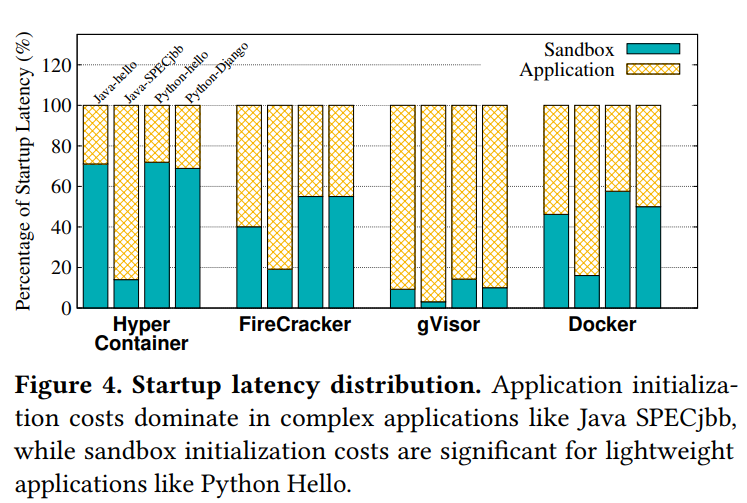 Percentage of Startup Latency (%)
120
100
80
60
40
20
0
Java-hello
Java-SPECjbb
Python-hello
Python-Django
Sandbox
Application
Hyper
Container
FireCracker
gVisor
Docker
Figure 4. Startup latency distribution. Application initializa-
tion costs dominate in complex applications like Java SPECjbb,
while sandbox initialization costs are significant for lightweight
applications like Python Hello.